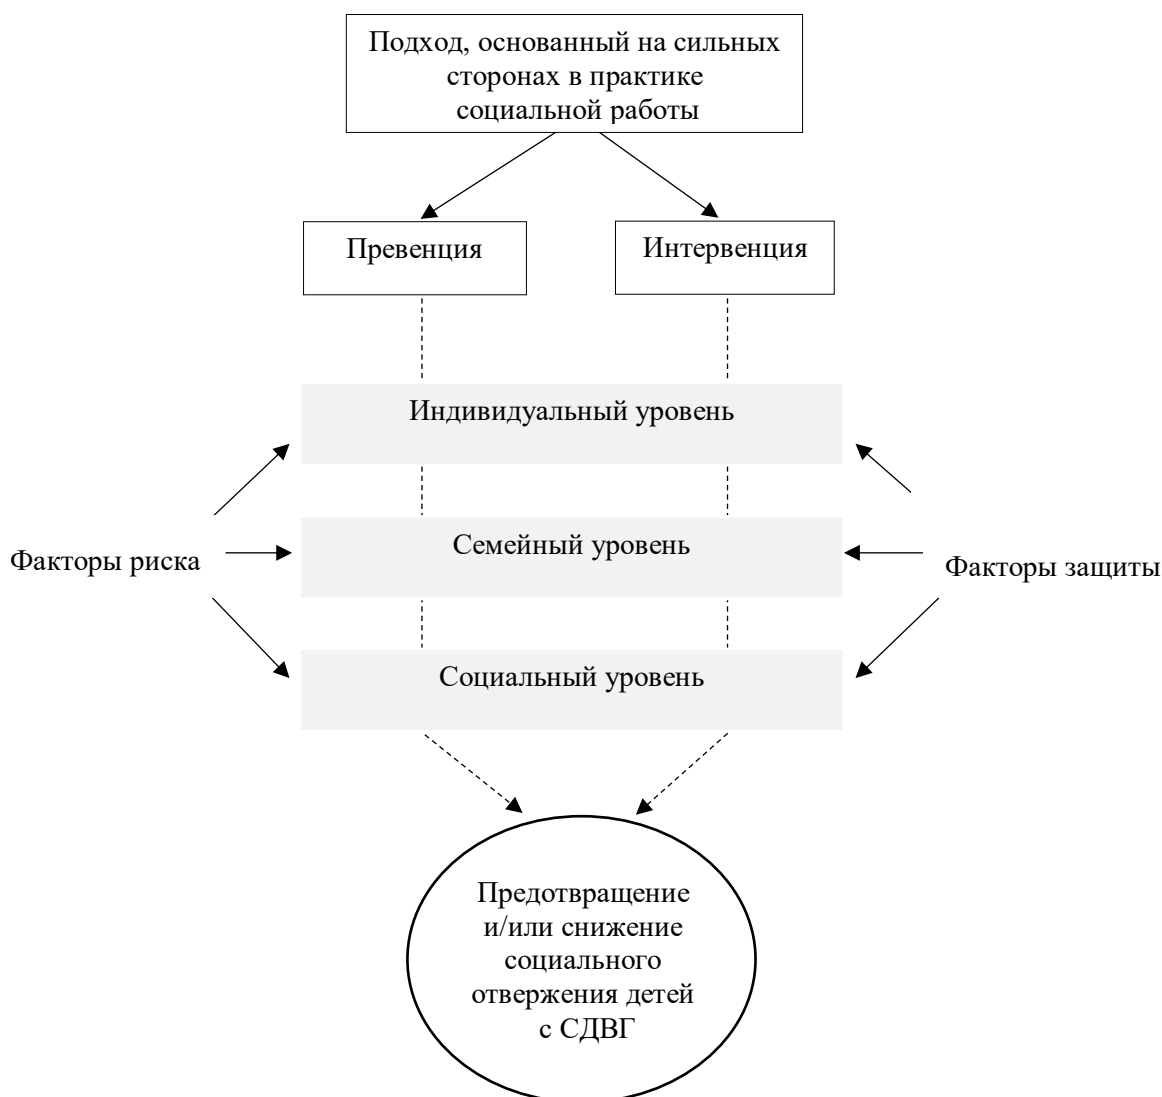 Подход, основанный на сильных
сторонах в практике
социальной работы
Превенция
Интервенция
Индивидуальный уровень
Семейный уровень
Факторы риска
Факторы защиты
Социальный уровень
Предотвращение
и/или снижение
социального
отвержения детей
с СДВГ